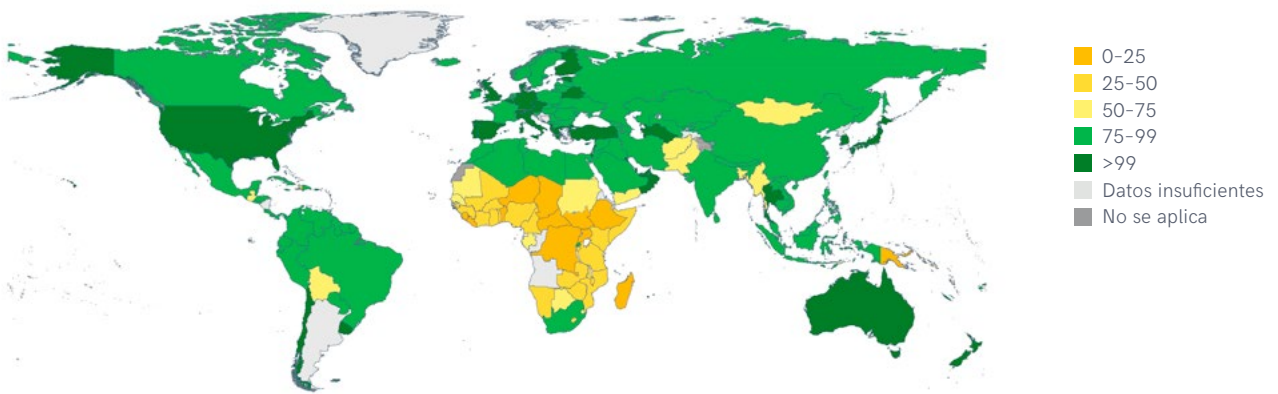 0-25
25-50
50-75
75-99
>99
Datos insuficientes
No se aplica